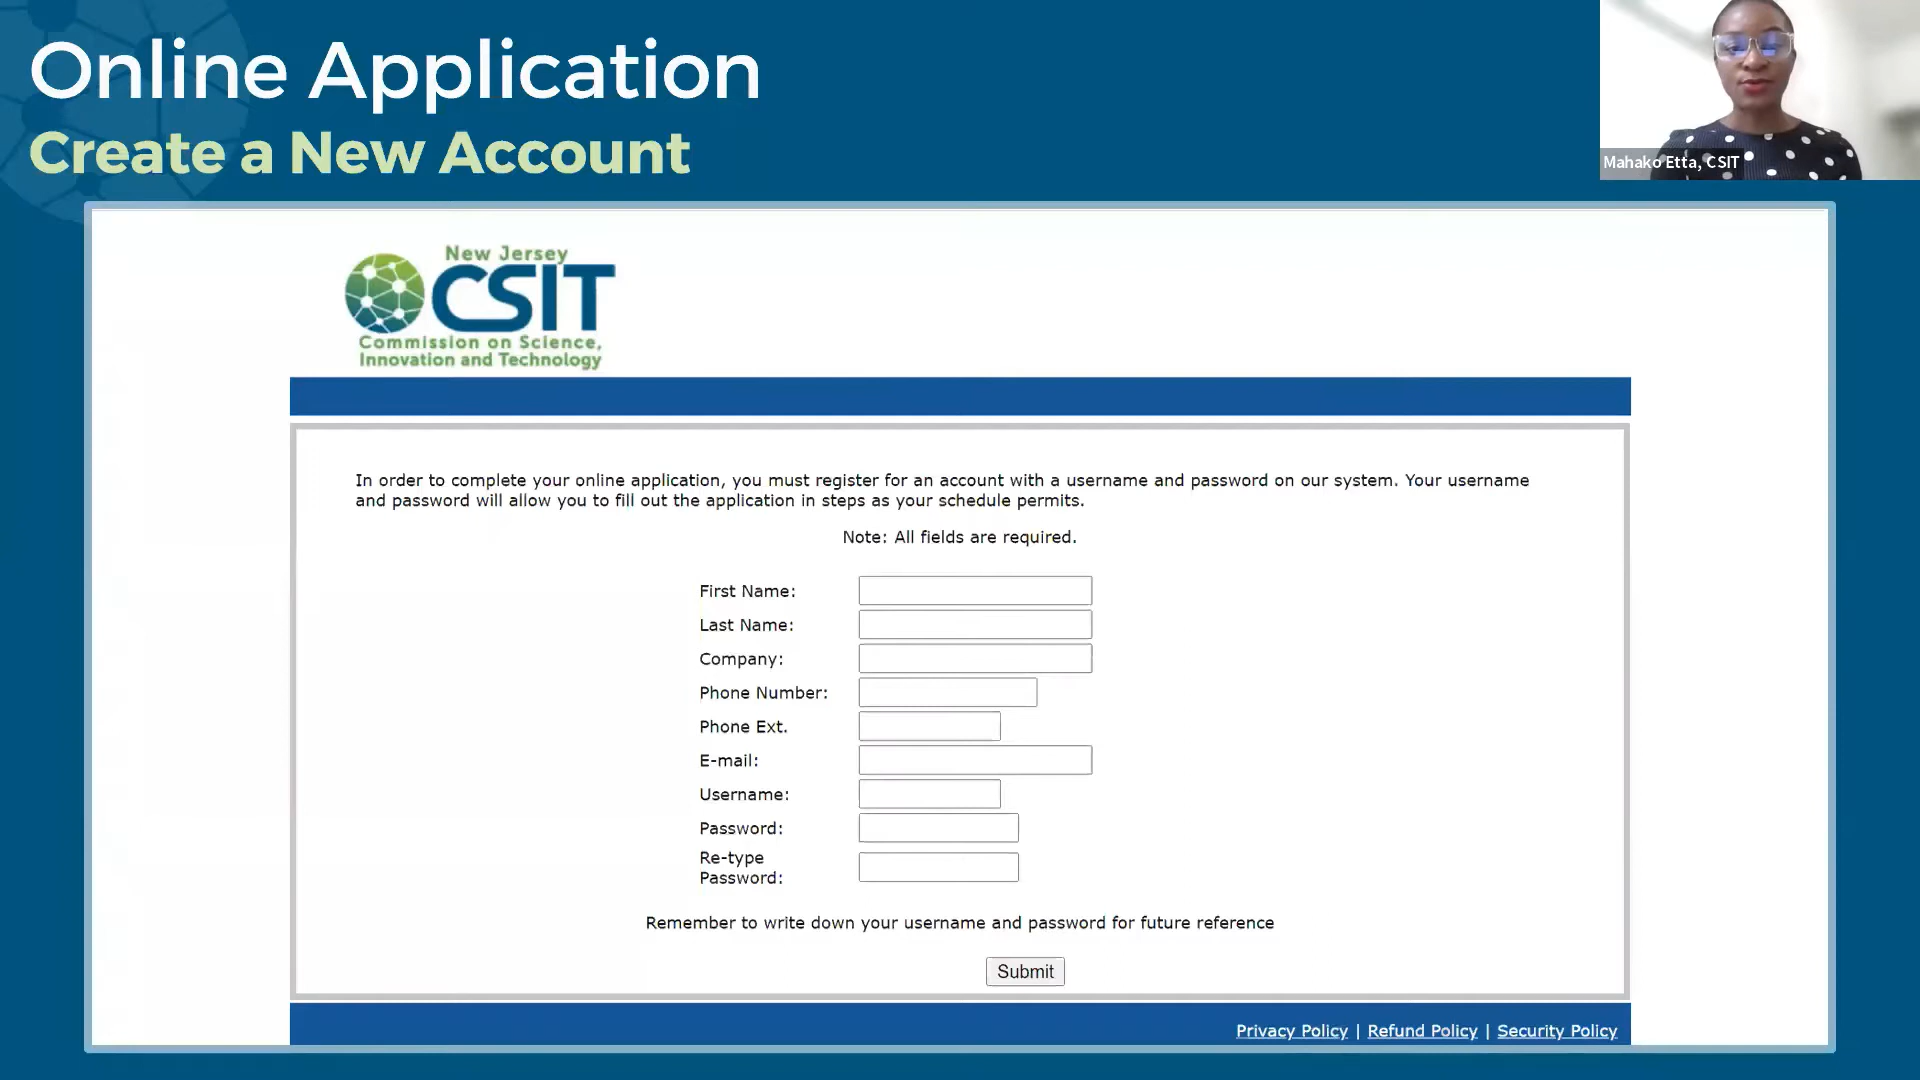 Online Application
Create a New Account
Mahako Etta, CSIT
New Jersey
CSIT
Commission on Science,
Innovation and Technology
In order to complete your online application, you must register for an account with a username and password on our system. Your username
and password will allow you to fill out the application in steps as your schedule permits.
Note: All fields are required.
First Name:
Last Name:
Company:
Phone Number:
Phone Ext.
E-mail:
Username:
Password:
Re-type
Password:
Remember to write down your username and password for future reference
Submit
Privacy Policy | Refund Policy | Security Policy